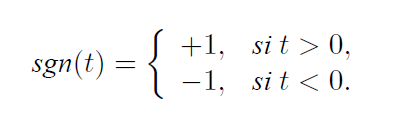 sgn(t) = { +1, si t > 0,
−1, si t < 0.